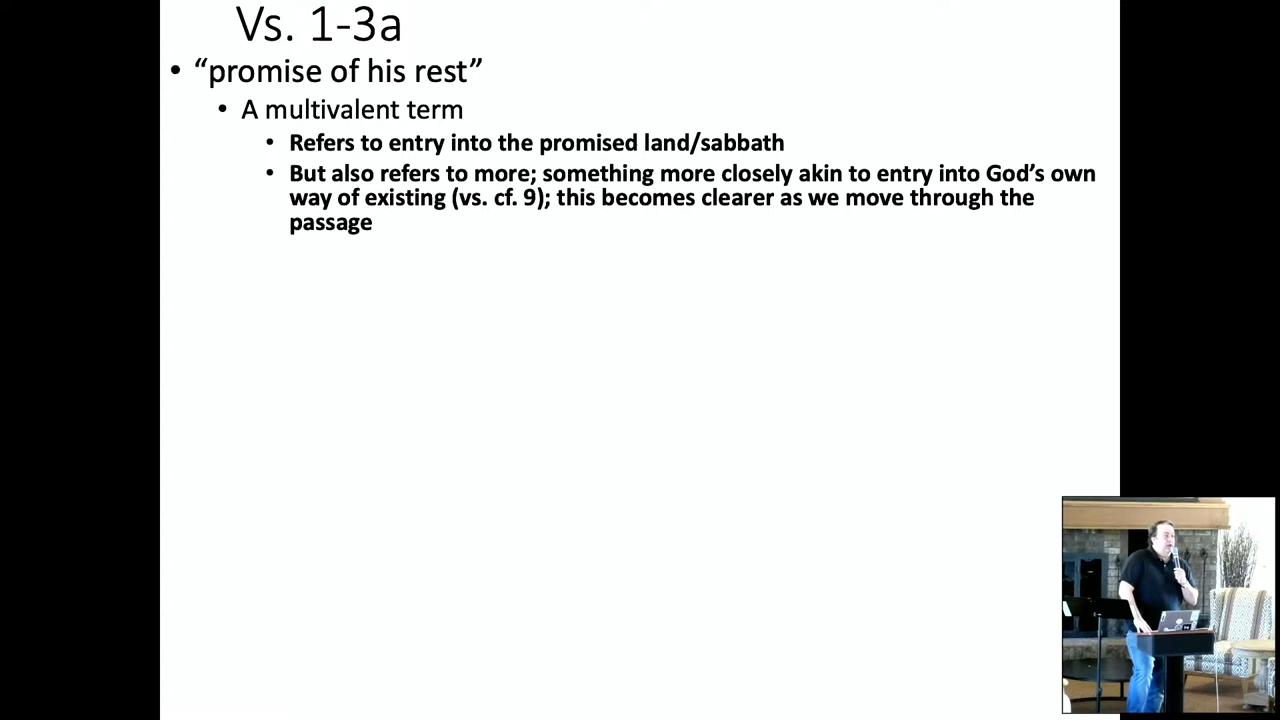 Vs. 1-3a
• “promise of his rest”
• A multivalent term
• Refers to entry into the promised land/sabbath
• But also refers to more; something more closely akin to entry into God’s own
way of existing (vs. cf. 9); this becomes clearer as we move through the
passage